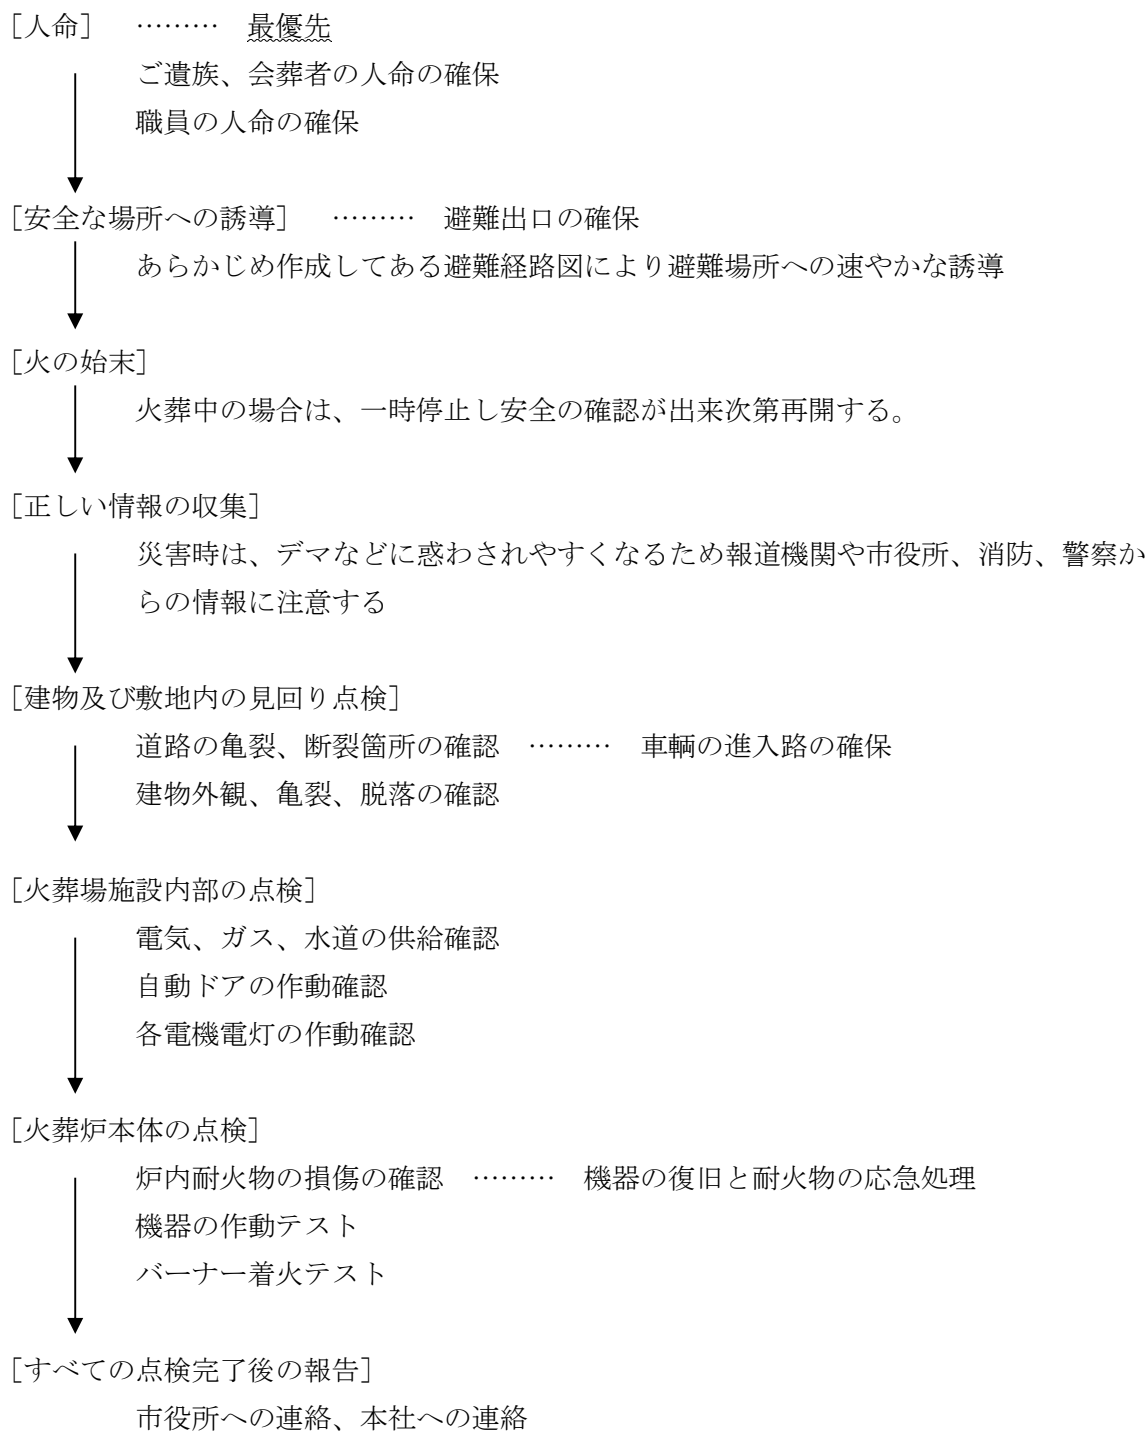 ［人命］　………　最優先
ご遺族、会葬者の人命の確保
職員の人命の確保
［安全な場所への誘導］　………　避難出口の確保
あらかじめ作成してある避難経路図により避難場所への速やかな誘導
［火の始末］
火葬中の場合は、一時停止し安全の確認が出来次第再開する。
［正しい情報の収集］
災害時は、デマなどに惑わされやすくなるため報道機関や市役所、消防、警察か
らの情報に注意する
［建物及び敷地内の見回り点検］
道路の亀裂、断裂箇所の確認　………　車輌の進入路の確保
建物外観、亀裂、脱落の確認
［火葬場施設内部の点検］
電気、ガス、水道の供給確認
自動ドアの作動確認
各電機電灯の作動確認
［火葬炉本体の点検］
炉内耐火物の損傷の確認　………　機器の復旧と耐火物の応急処理
機器の作動テスト
バーナー着火テスト
［すべての点検完了後の報告］
市役所への連絡、本社への連絡